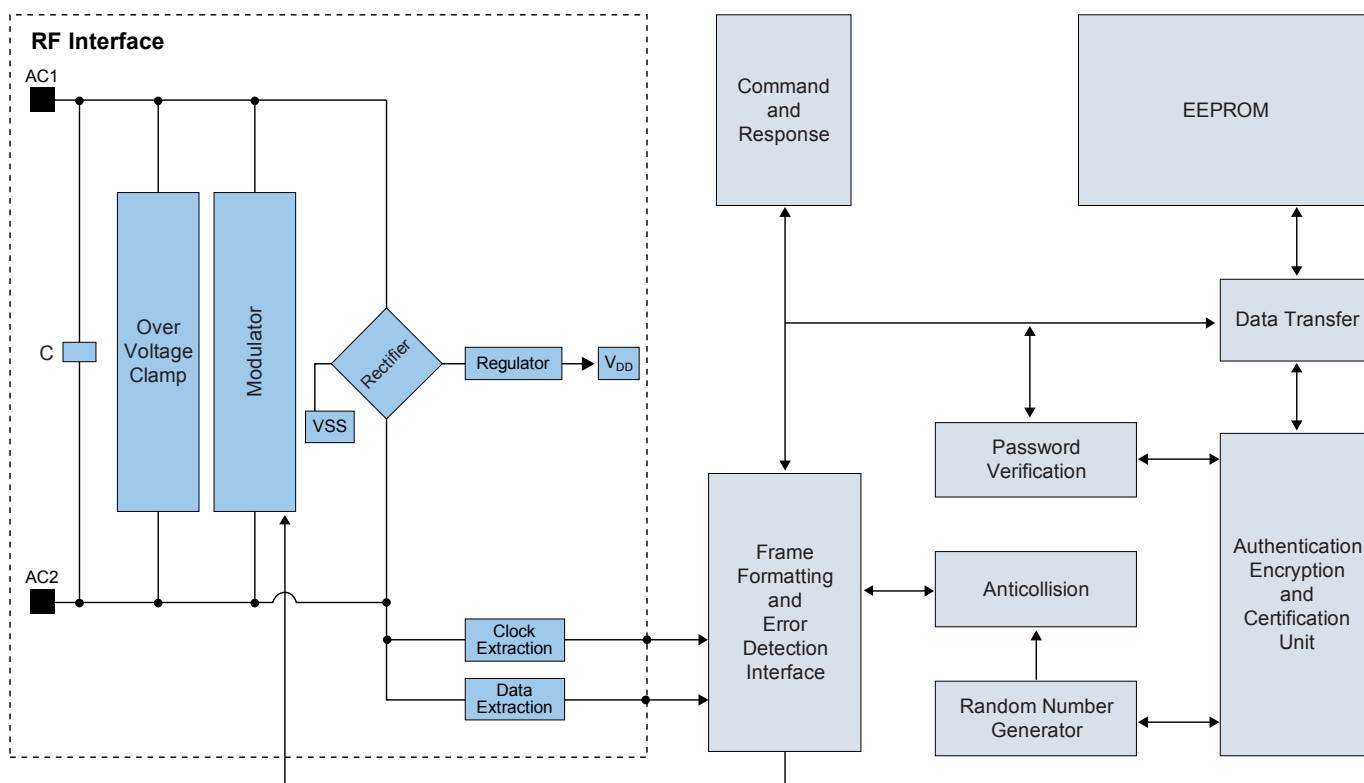 RF Interface
AC1
C
Over
Voltage
Clamp
Modulator
Rectifier
VSS
Regulator
VDD
AC2
Clock
Extraction
Data
Extraction
Command
and
Response
EEPROM
Data Transfer
Password
Verification
Frame
Formatting
and
Error
Detection
Interface
Anticollision
Random Number
Generator
Authentication
Encryption
and
Certification
Unit